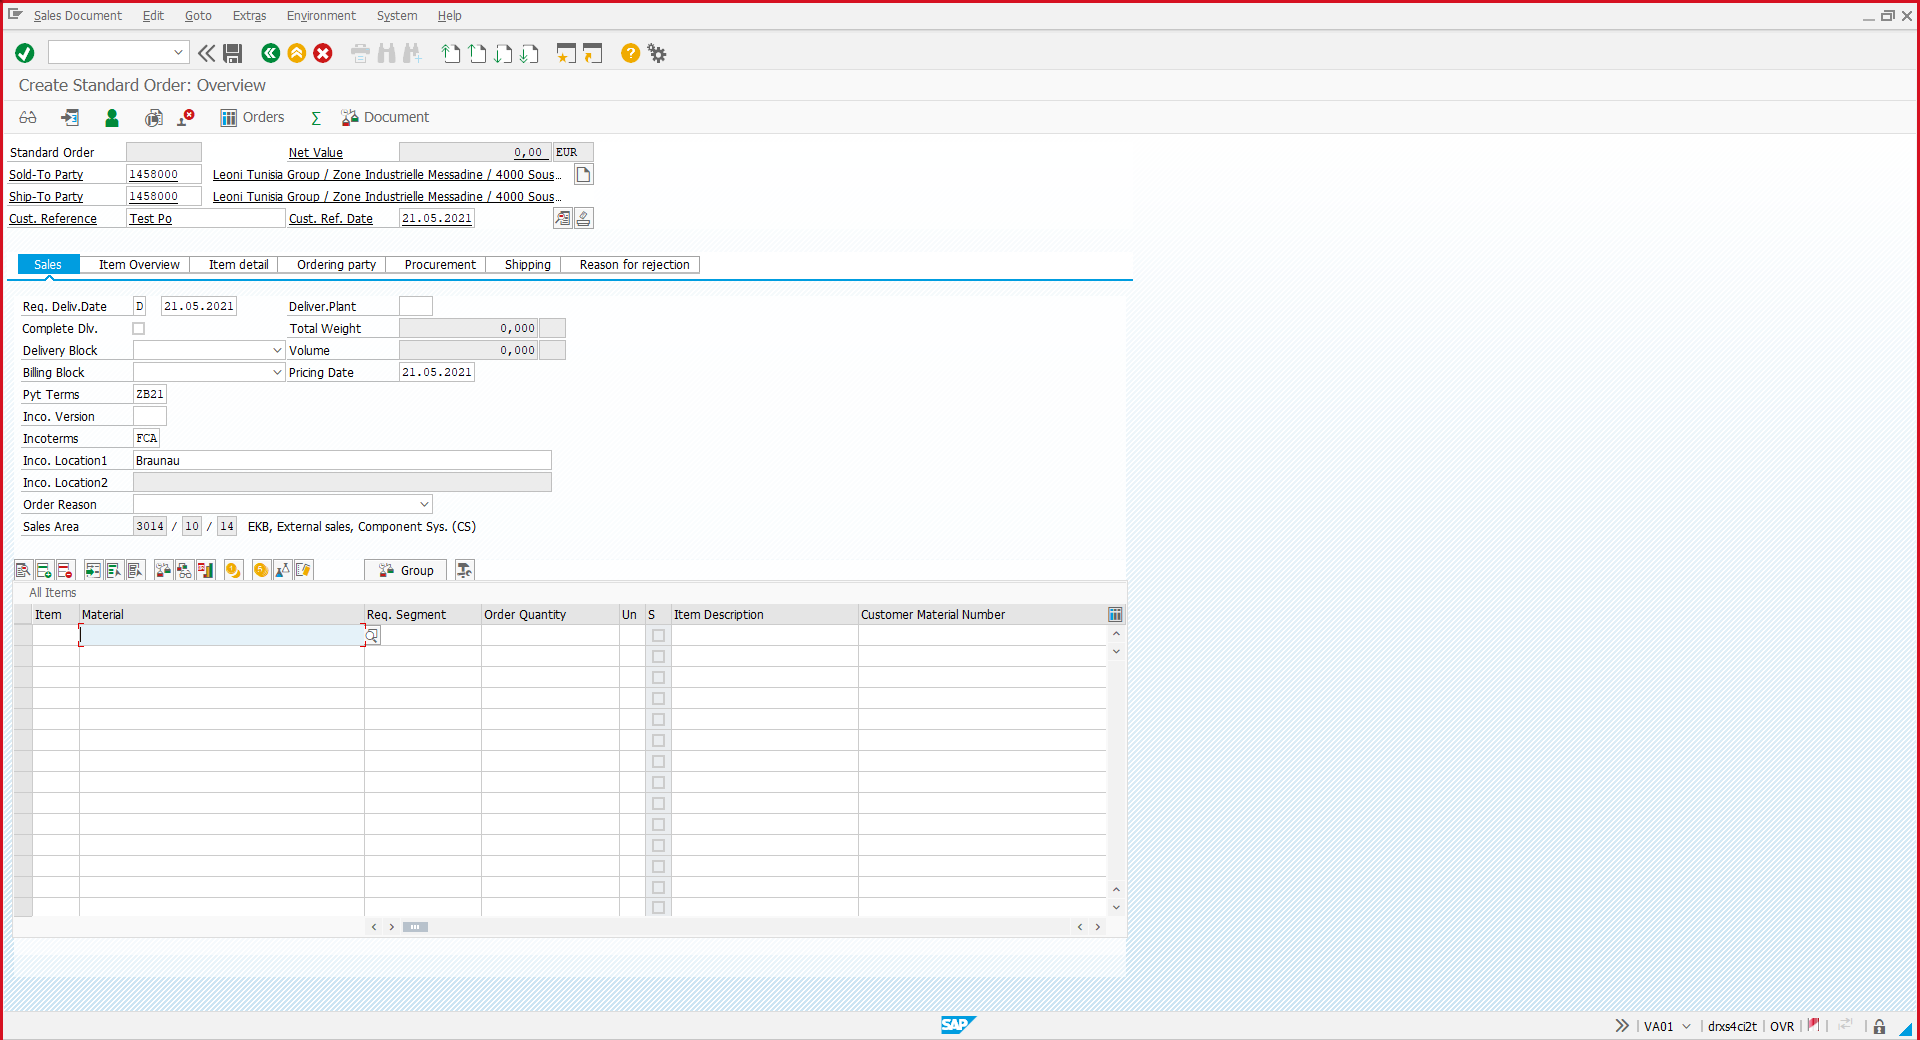 Sales Document Edit Goto Extras Environment System Help
Create Standard Order: Overview
Orders Σ Document
Standard Order Net Value 0,00 EUR
Sold-To Party 1458000 Leoni Tunisia Group / Zone Industrielle Messadine / 4000 Sous...
Ship-To Party 1458000 Leoni Tunisia Group / Zone Industrielle Messadine / 4000 Sous...
Cust. Reference Test Po Cust. Ref. Date 21.05.2021
Sales Item Overview Item detail Ordering party Procurement Shipping Reason for rejection
Req. Deliv.Date D 21.05.2021 Deliver.Plant
Complete Dlv. Total Weight 0,000
Delivery Block Volume 0,000
Billing Block Pricing Date 21.05.2021
Pyt Terms ZB21
Inco. Version
Incoterms FCA
Inco. Location1 Braunau
Inco. Location2
Order Reason
Sales Area 3014 / 10 / 14 EKB, External sales, Component Sys. (CS)
Group
All Items
Item Material Req. Segment Order Quantity Un S Item Description Customer Material Number
SAP VA01 drxs4ci2t OVR